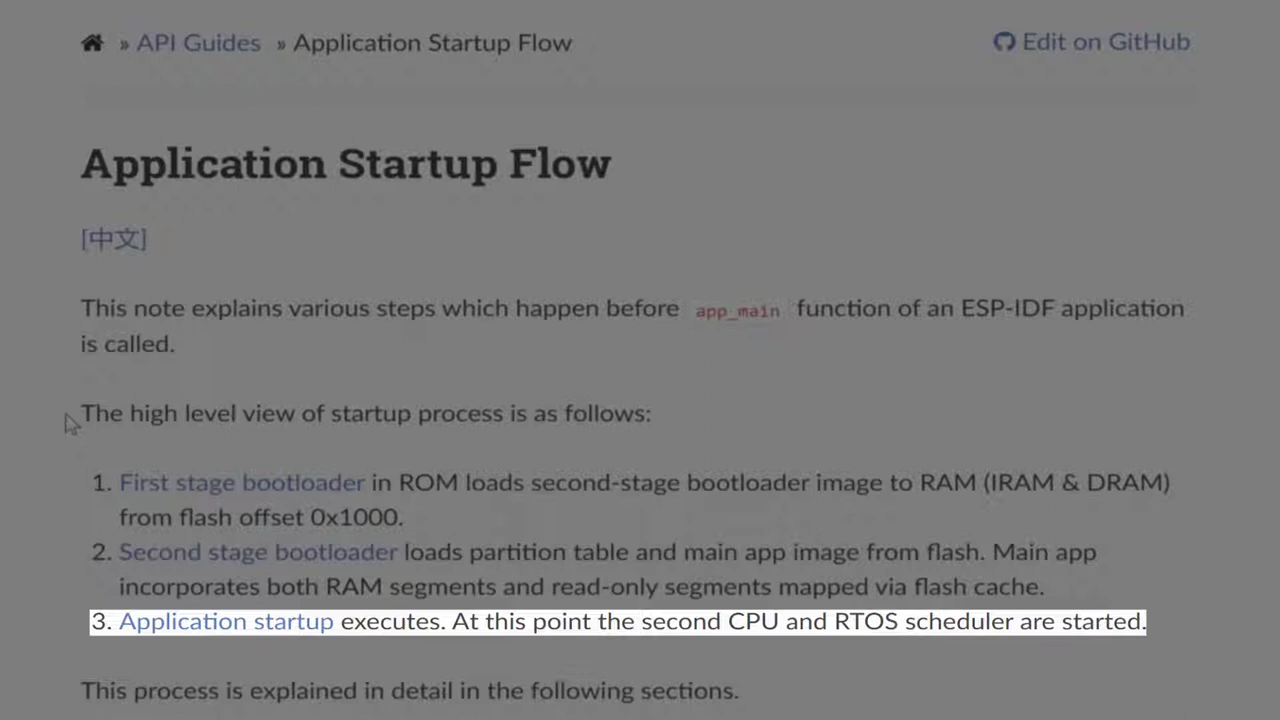 » API Guides » Application Startup Flow
Edit on GitHub
Application Startup Flow
[中文]
This note explains various steps which happen before app_main function of an ESP-IDF application
is called.
The high level view of startup process is as follows:
1. First stage bootloader in ROM loads second-stage bootloader image to RAM (IRAM & DRAM)
from flash offset 0x1000.
2. Second stage bootloader loads partition table and main app image from flash. Main app
incorporates both RAM segments and read-only segments mapped via flash cache.
3. Application startup executes. At this point the second CPU and RTOS scheduler are started.
This process is explained in detail in the following sections.